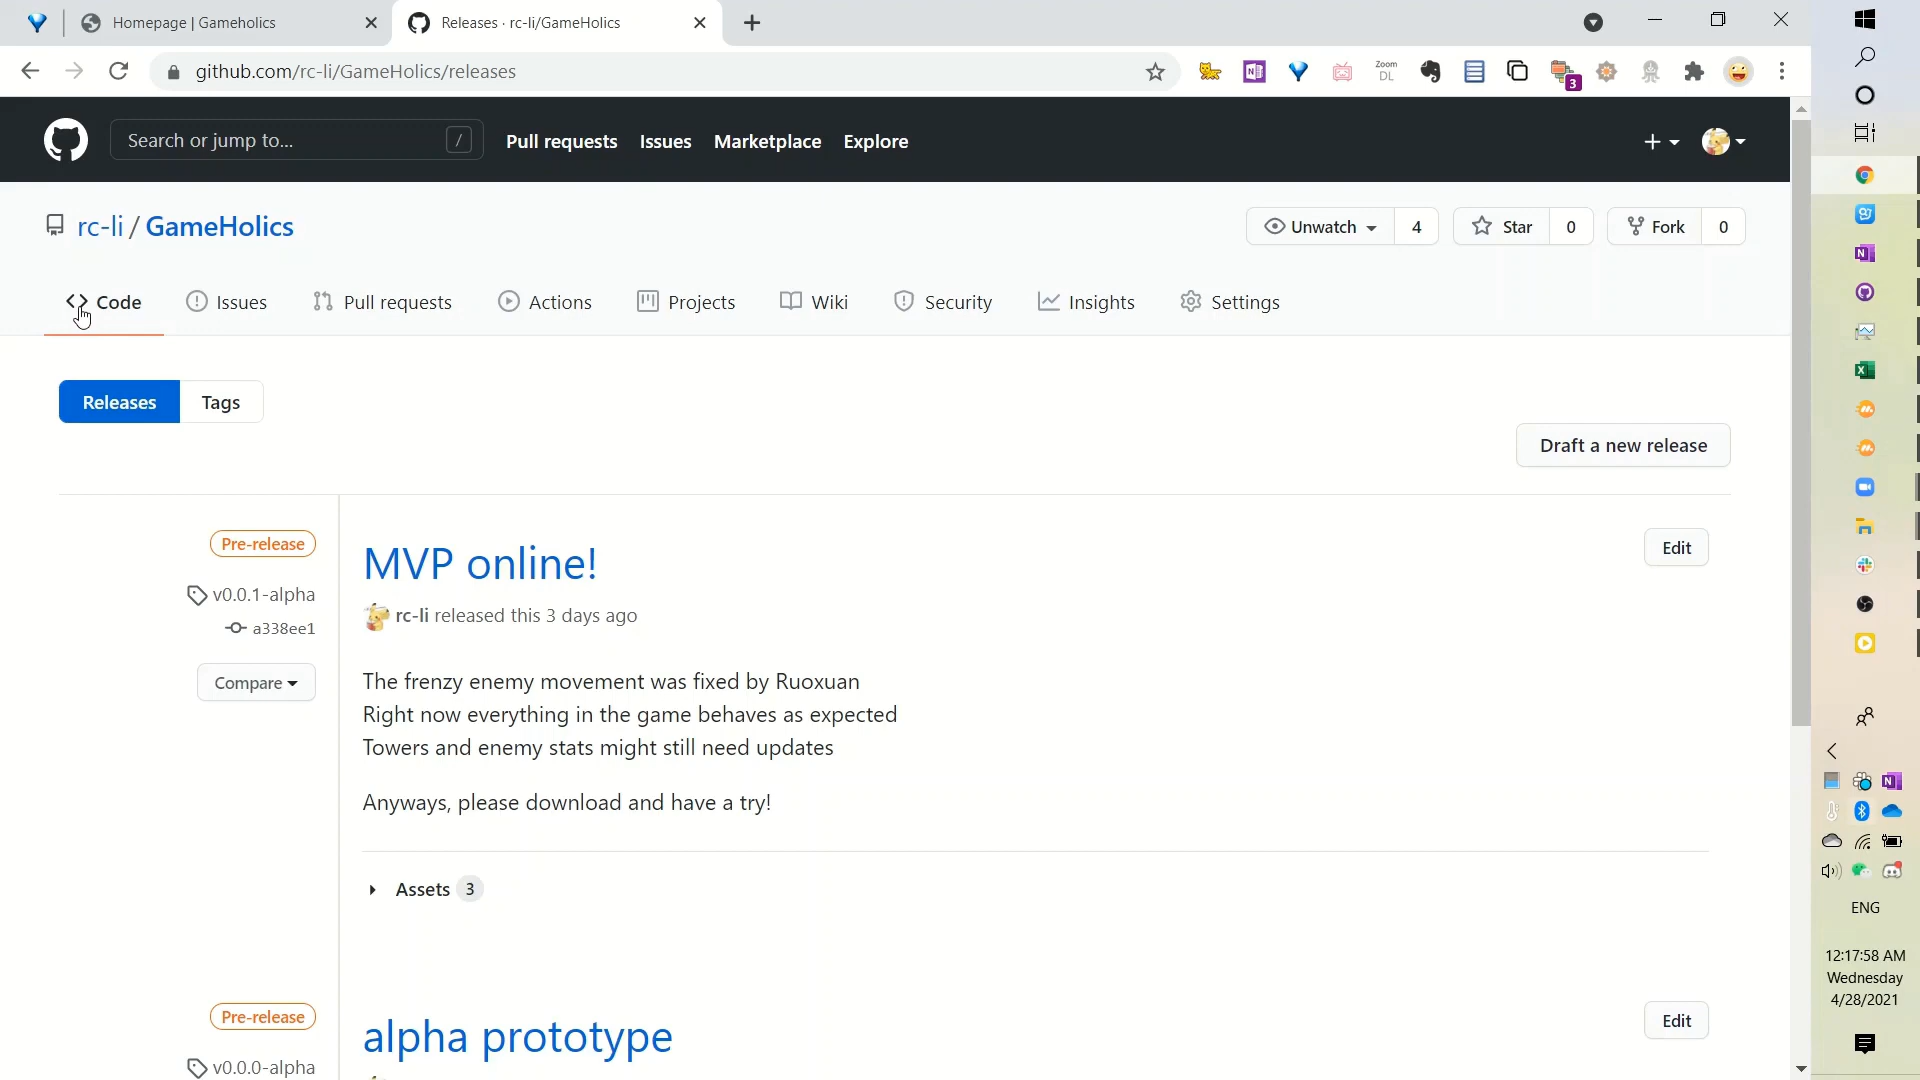 Homepage | Gameholics
Releases · rc-li/GameHolics
github.com/rc-li/GameHolics/releases
Zoom
DL
3
Search or jump to...
/
Pull requests
Issues
Marketplace
Explore
rc-li / GameHolics
Unwatch
4
Star
0
Fork
0
Code
Issues
Pull requests
Actions
Projects
Wiki
Security
Insights
Settings
Releases
Tags
Draft a new release
Pre-release
v0.0.1-alpha
a338ee1
Compare
MVP online!
Edit
rc-li released this 3 days ago
The frenzy enemy movement was fixed by Ruoxuan
Right now everything in the game behaves as expected
Towers and enemy stats might still need updates
Anyways, please download and have a try!
Assets 3
Pre-release
v0.0.0-alpha
alpha prototype
Edit
ENG
12:17:58 AM
Wednesday
4/28/2021